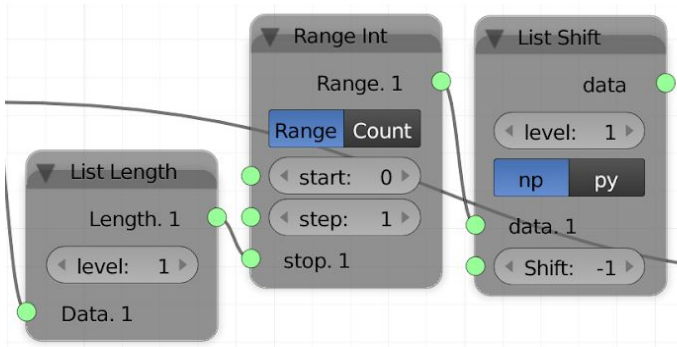 List Length
Length. 1
level: 1
Data. 1
Range Int
Range. 1
Range Count
start: 0
step: 1
stop. 1
List Shift
data
level: 1
np py
data. 1
Shift: -1